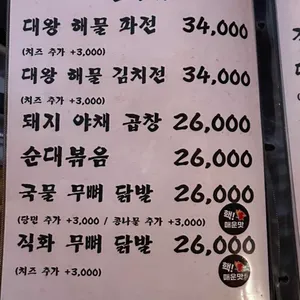 대왕 해물 파전 34,000
(치즈 추가 +3,000)
대왕 해물 김치전 34,000
(치즈 추가 +3,000)
돼지 야채 곱창 26,000
순대볶음 26,000
국물 무뼈 닭발 26,000
(당면 추가 +3,000 / 콩나물 추가 +3,000)
핵!
매운맛
직화 무뼈 닭발 26,000
(치즈 추가 +3,000)
핵!
매운맛